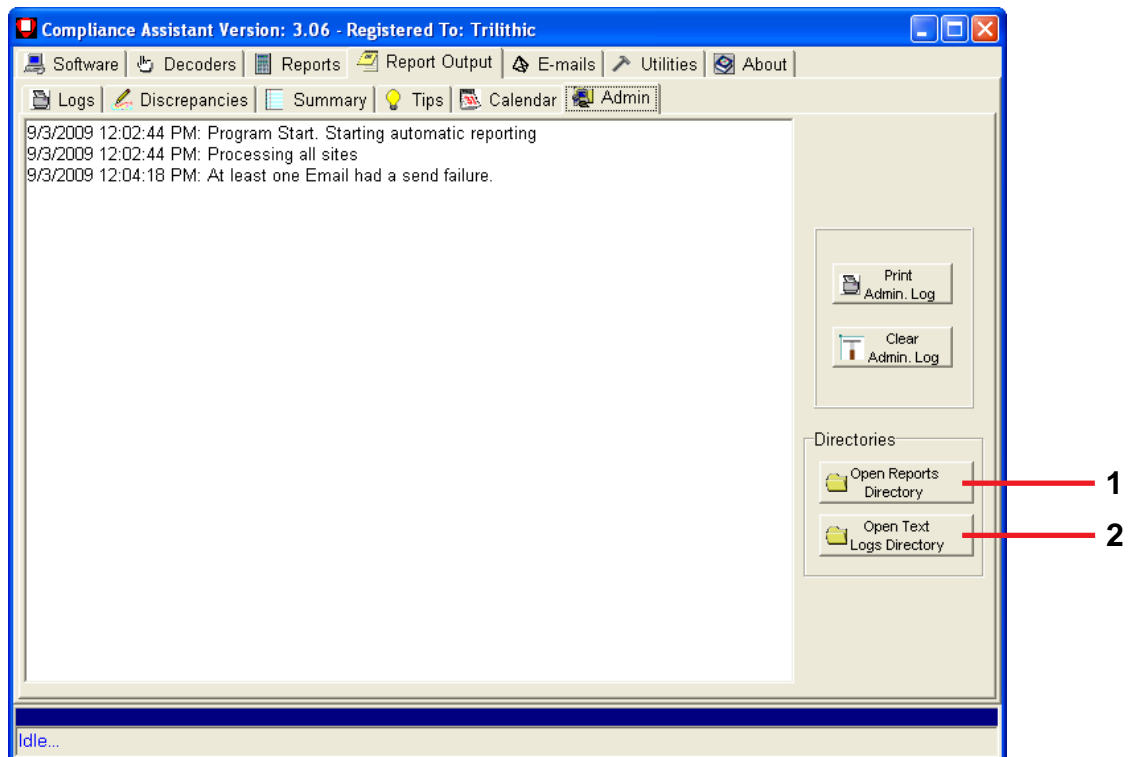 Compliance Assistant Version: 3.06 - Registered To: Trilithic
Software Decoders Reports Report Output E-mails Utilities About
Logs Discrepancies Summary Tips Calendar Admin
9/3/2009 12:02:44 PM: Program Start. Starting automatic reporting
9/3/2009 12:02:44 PM: Processing all sites
9/3/2009 12:04:18 PM: At least one Email had a send failure.
Print
Admin. Log
Clear
Admin. Log
Directories
Open Reports
Directory
1
Open Text
Logs Directory
2
Idle...